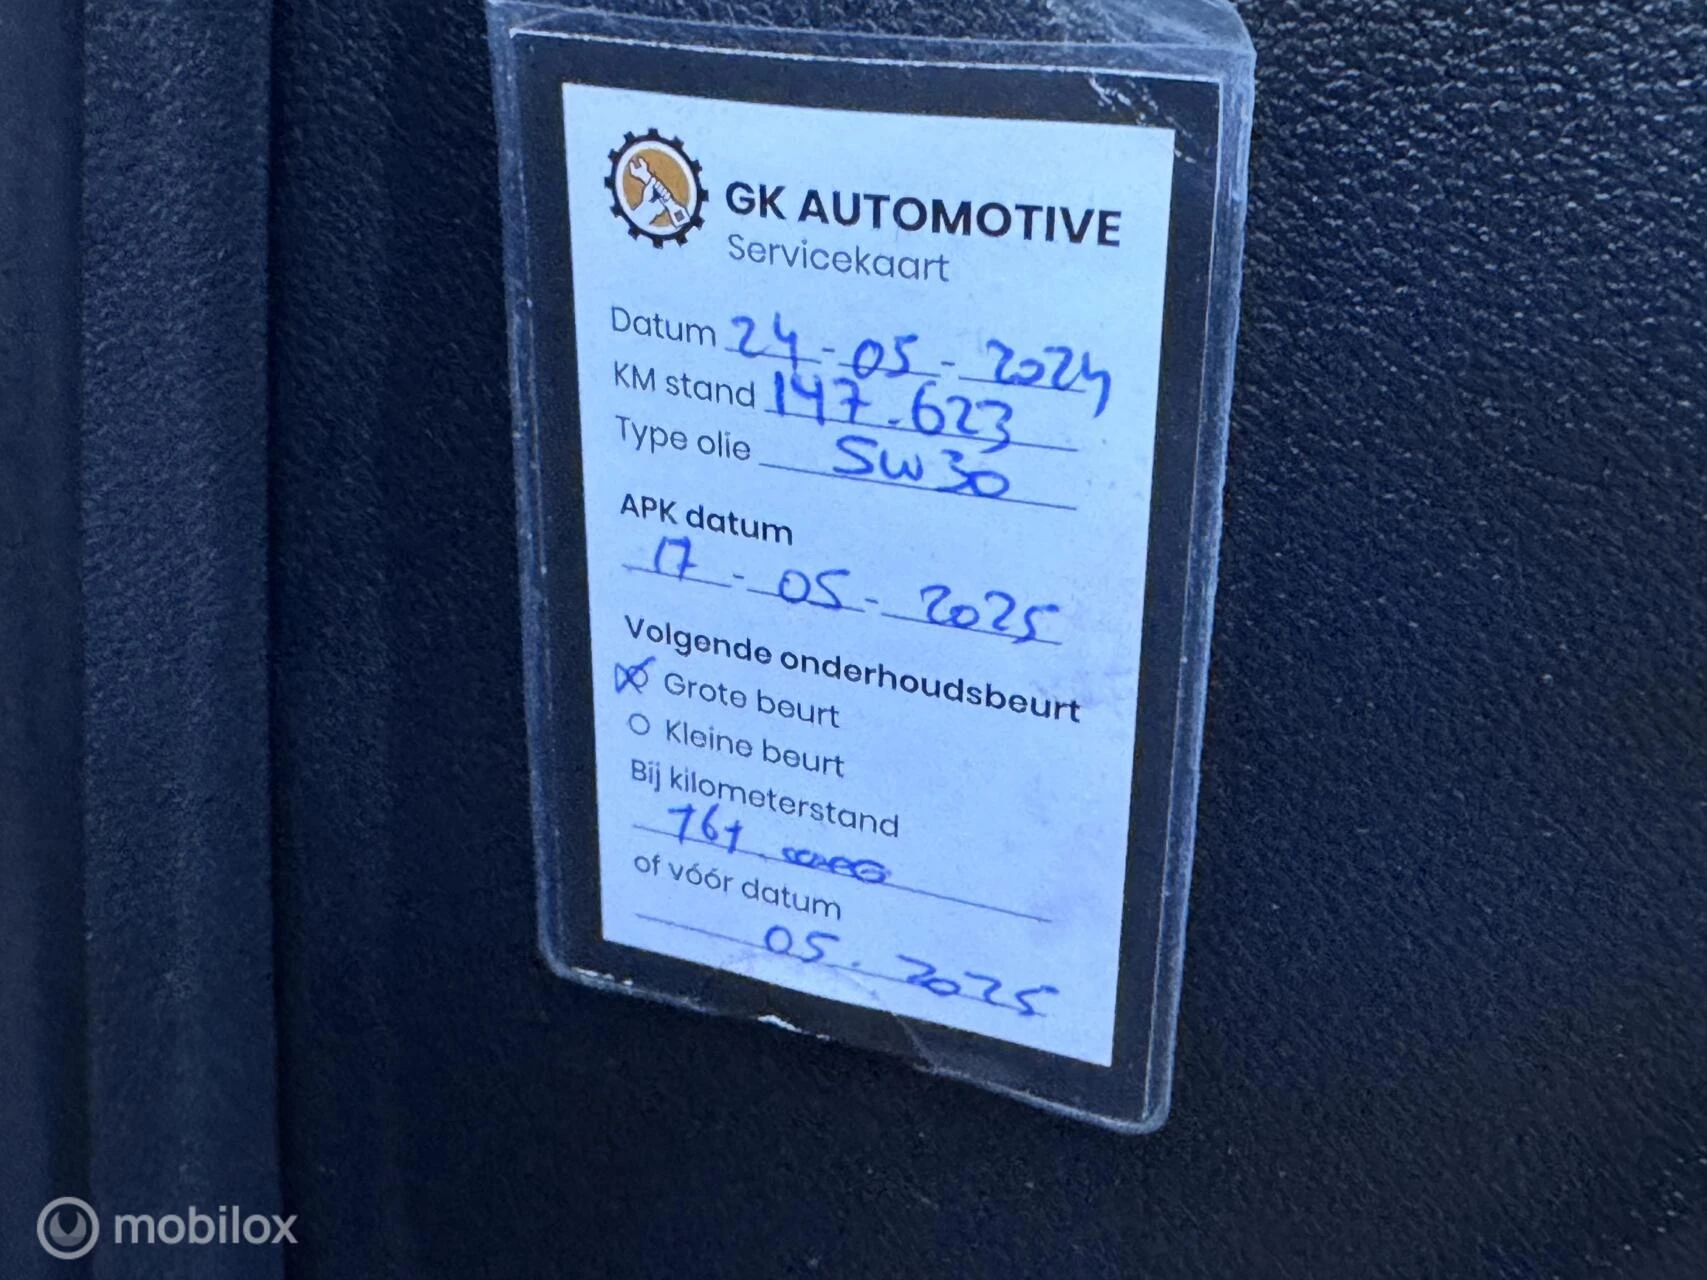 GK AUTOMOTIVE
Servicekaart
Datum 24-05-2024
KM stand 147.623
Type olie 5W30
APK datum
17-05-2025
Volgende onderhoudsbeurt
Grote beurt
Kleine beurt
Bij kilometerstand
of vóór datum
05.2025
mobilox